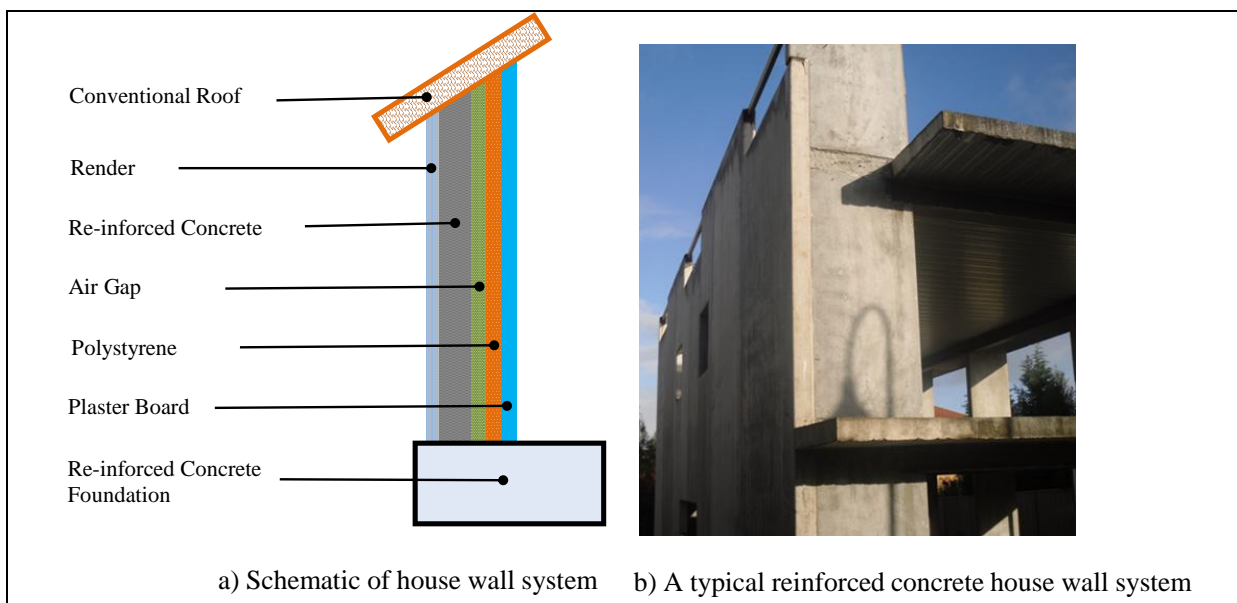 Conventional Roof
Render
Re-inforced Concrete
Air Gap
Polystyrene
Plaster Board
Re-inforced Concrete
Foundation
a) Schematic of house wall system
b) A typical reinforced concrete house wall system